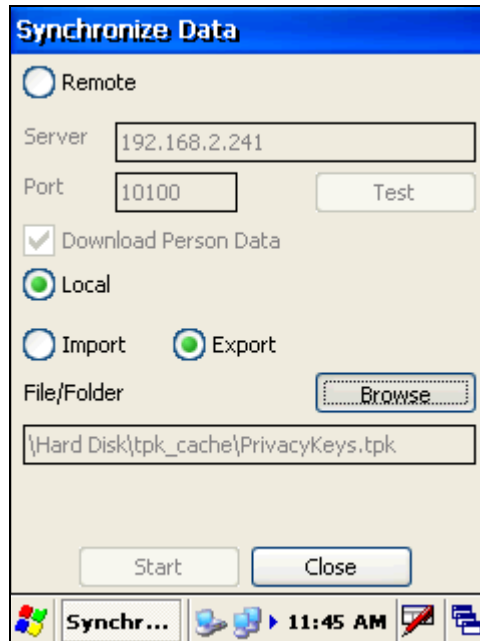 Synchronize Data
Remote
Server 192.168.2.241
Port 10100 Test
Download Person Data
Local
Import Export
File/Folder Browse
\Hard Disk\tpk_cache\PrivacyKeys.tpk
Start Close
Synchr... 11:45 AM